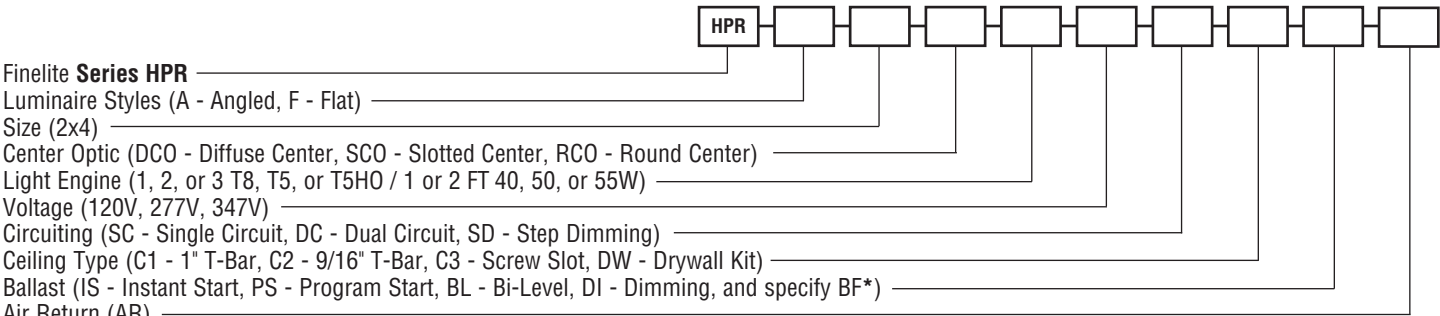 HPR
Finelite Series HPR
Luminaire Styles (A - Angled, F - Flat)
Size (2x4)
Center Optic (DCO - Diffuse Center, SCO - Slotted Center, RCO - Round Center)
Light Engine (1, 2, or 3 T8, T5, or T5HO / 1 or 2 FT 40, 50, or 55W)
Voltage (120V, 277V, 347V)
Circuiting (SC - Single Circuit, DC - Dual Circuit, SD - Step Dimming)
Ceiling Type (C1 - 1" T-Bar, C2 - 9/16" T-Bar, C3 - Screw Slot, DW - Drywall Kit)
Ballast (IS - Instant Start, PS - Program Start, BL - Bi-Level, DI - Dimming, and specify BF*)
Air Return (AR)